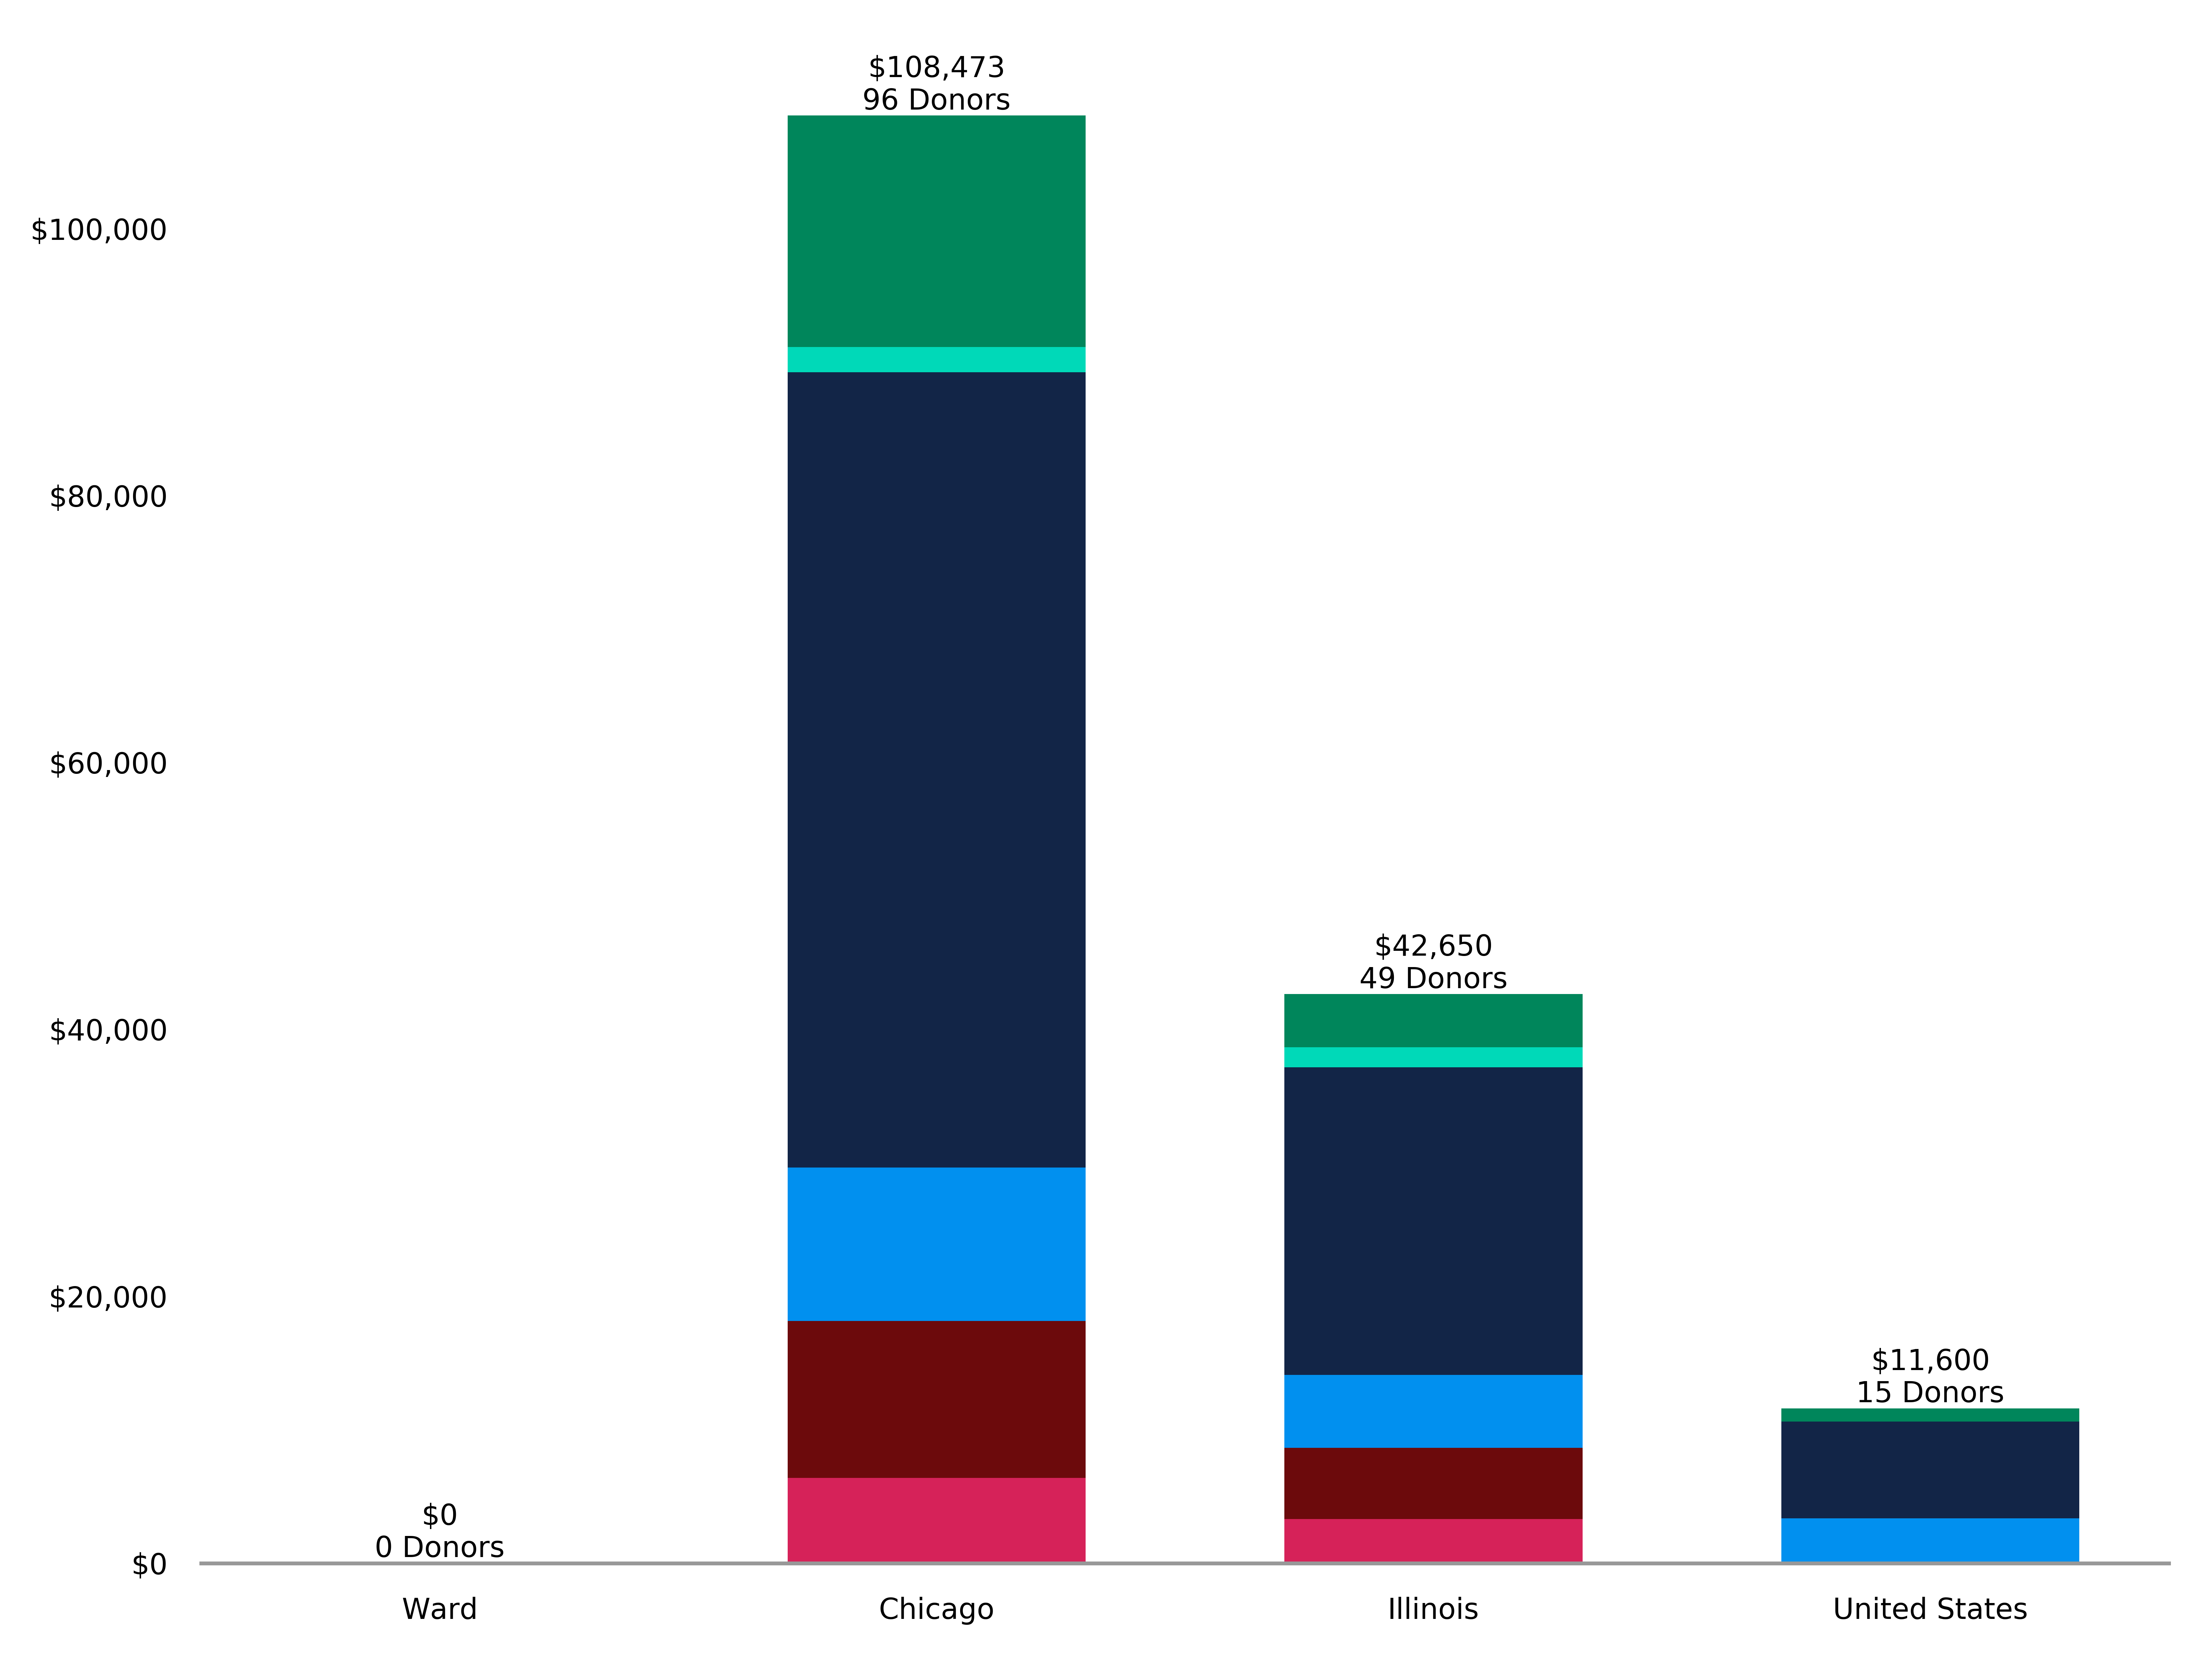 $108,473
96 Donors
$100,000
$80,000
$60,000
$42,650
49 Donors
$40,000
$20,000
$11,600
15 Donors
$0
0 Donors
$0
Ward
Chicago
Illinois
United States